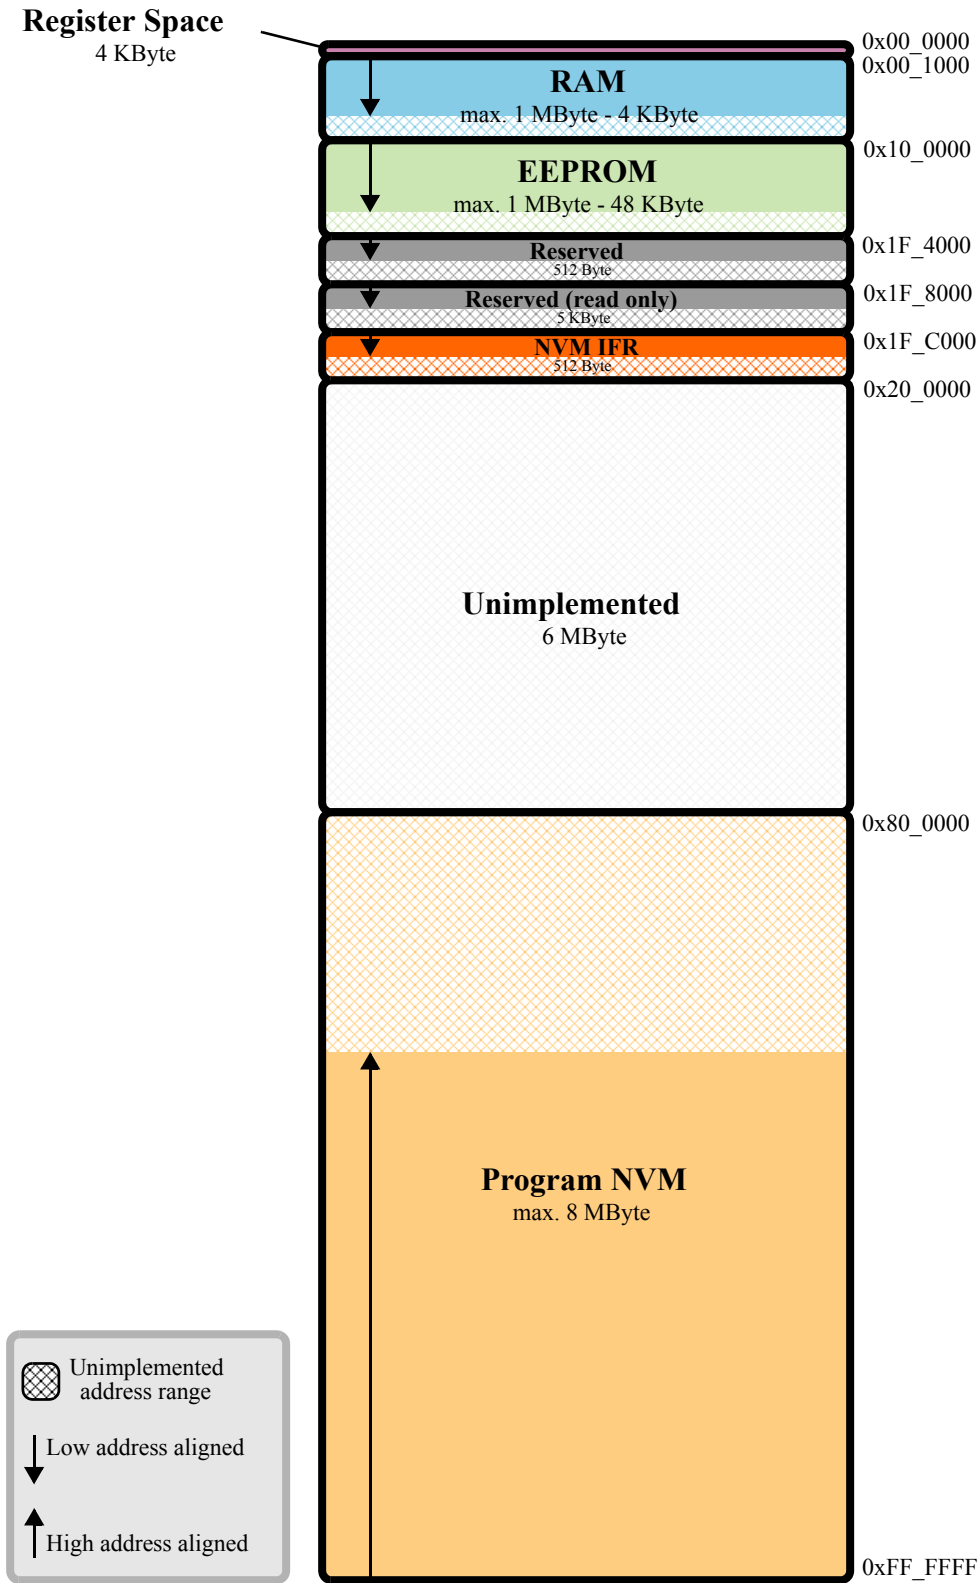 Register Space
4 KByte
0x00_0000
0x00_1000
RAM
max. 1 MByte - 4 KByte
0x10_0000
EEPROM
max. 1 MByte - 48 KByte
0x1F_4000
Reserved
512 Byte
0x1F_8000
Reserved (read only)
5 KByte
0x1F_C000
NVM IFR
512 Byte
0x20_0000
Unimplemented
6 MByte
0x80_0000
Program NVM
max. 8 MByte
Unimplemented
address range
Low address aligned
High address aligned
0xFF_FFFF